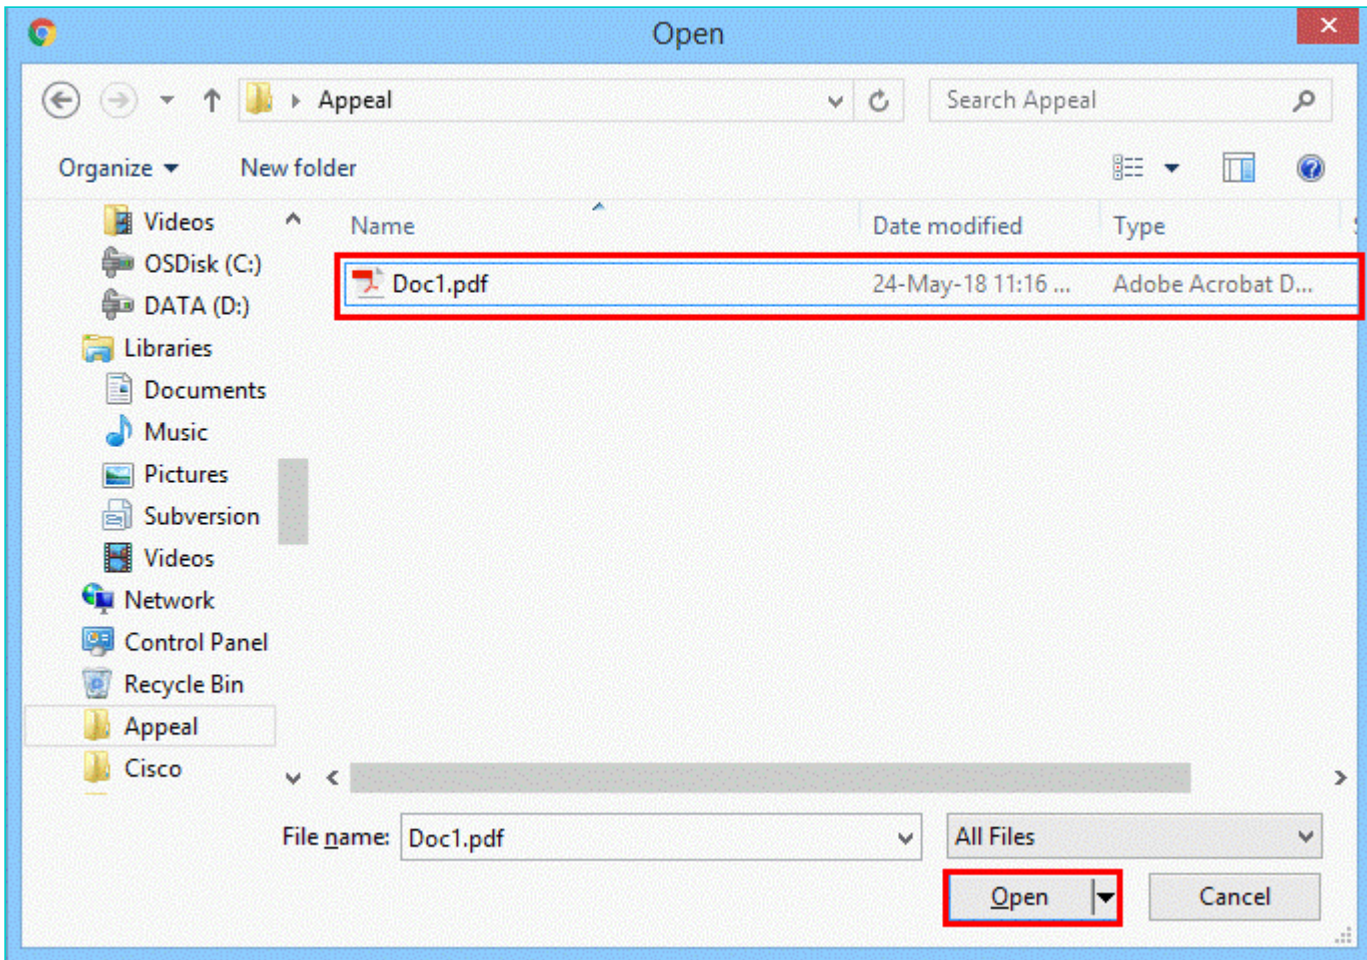 Open
Appeal
Search Appeal
Organize
New folder
Name
Date modified
Type
Doc1.pdf
24-May-18 11:16 ...
Adobe Acrobat D...
Videos
OSDisk (C:)
DATA (D:)
Libraries
Documents
Music
Pictures
Subversion
Videos
Network
Control Panel
Recycle Bin
Appeal
Cisco
File name:
Doc1.pdf
All Files
Open
Cancel